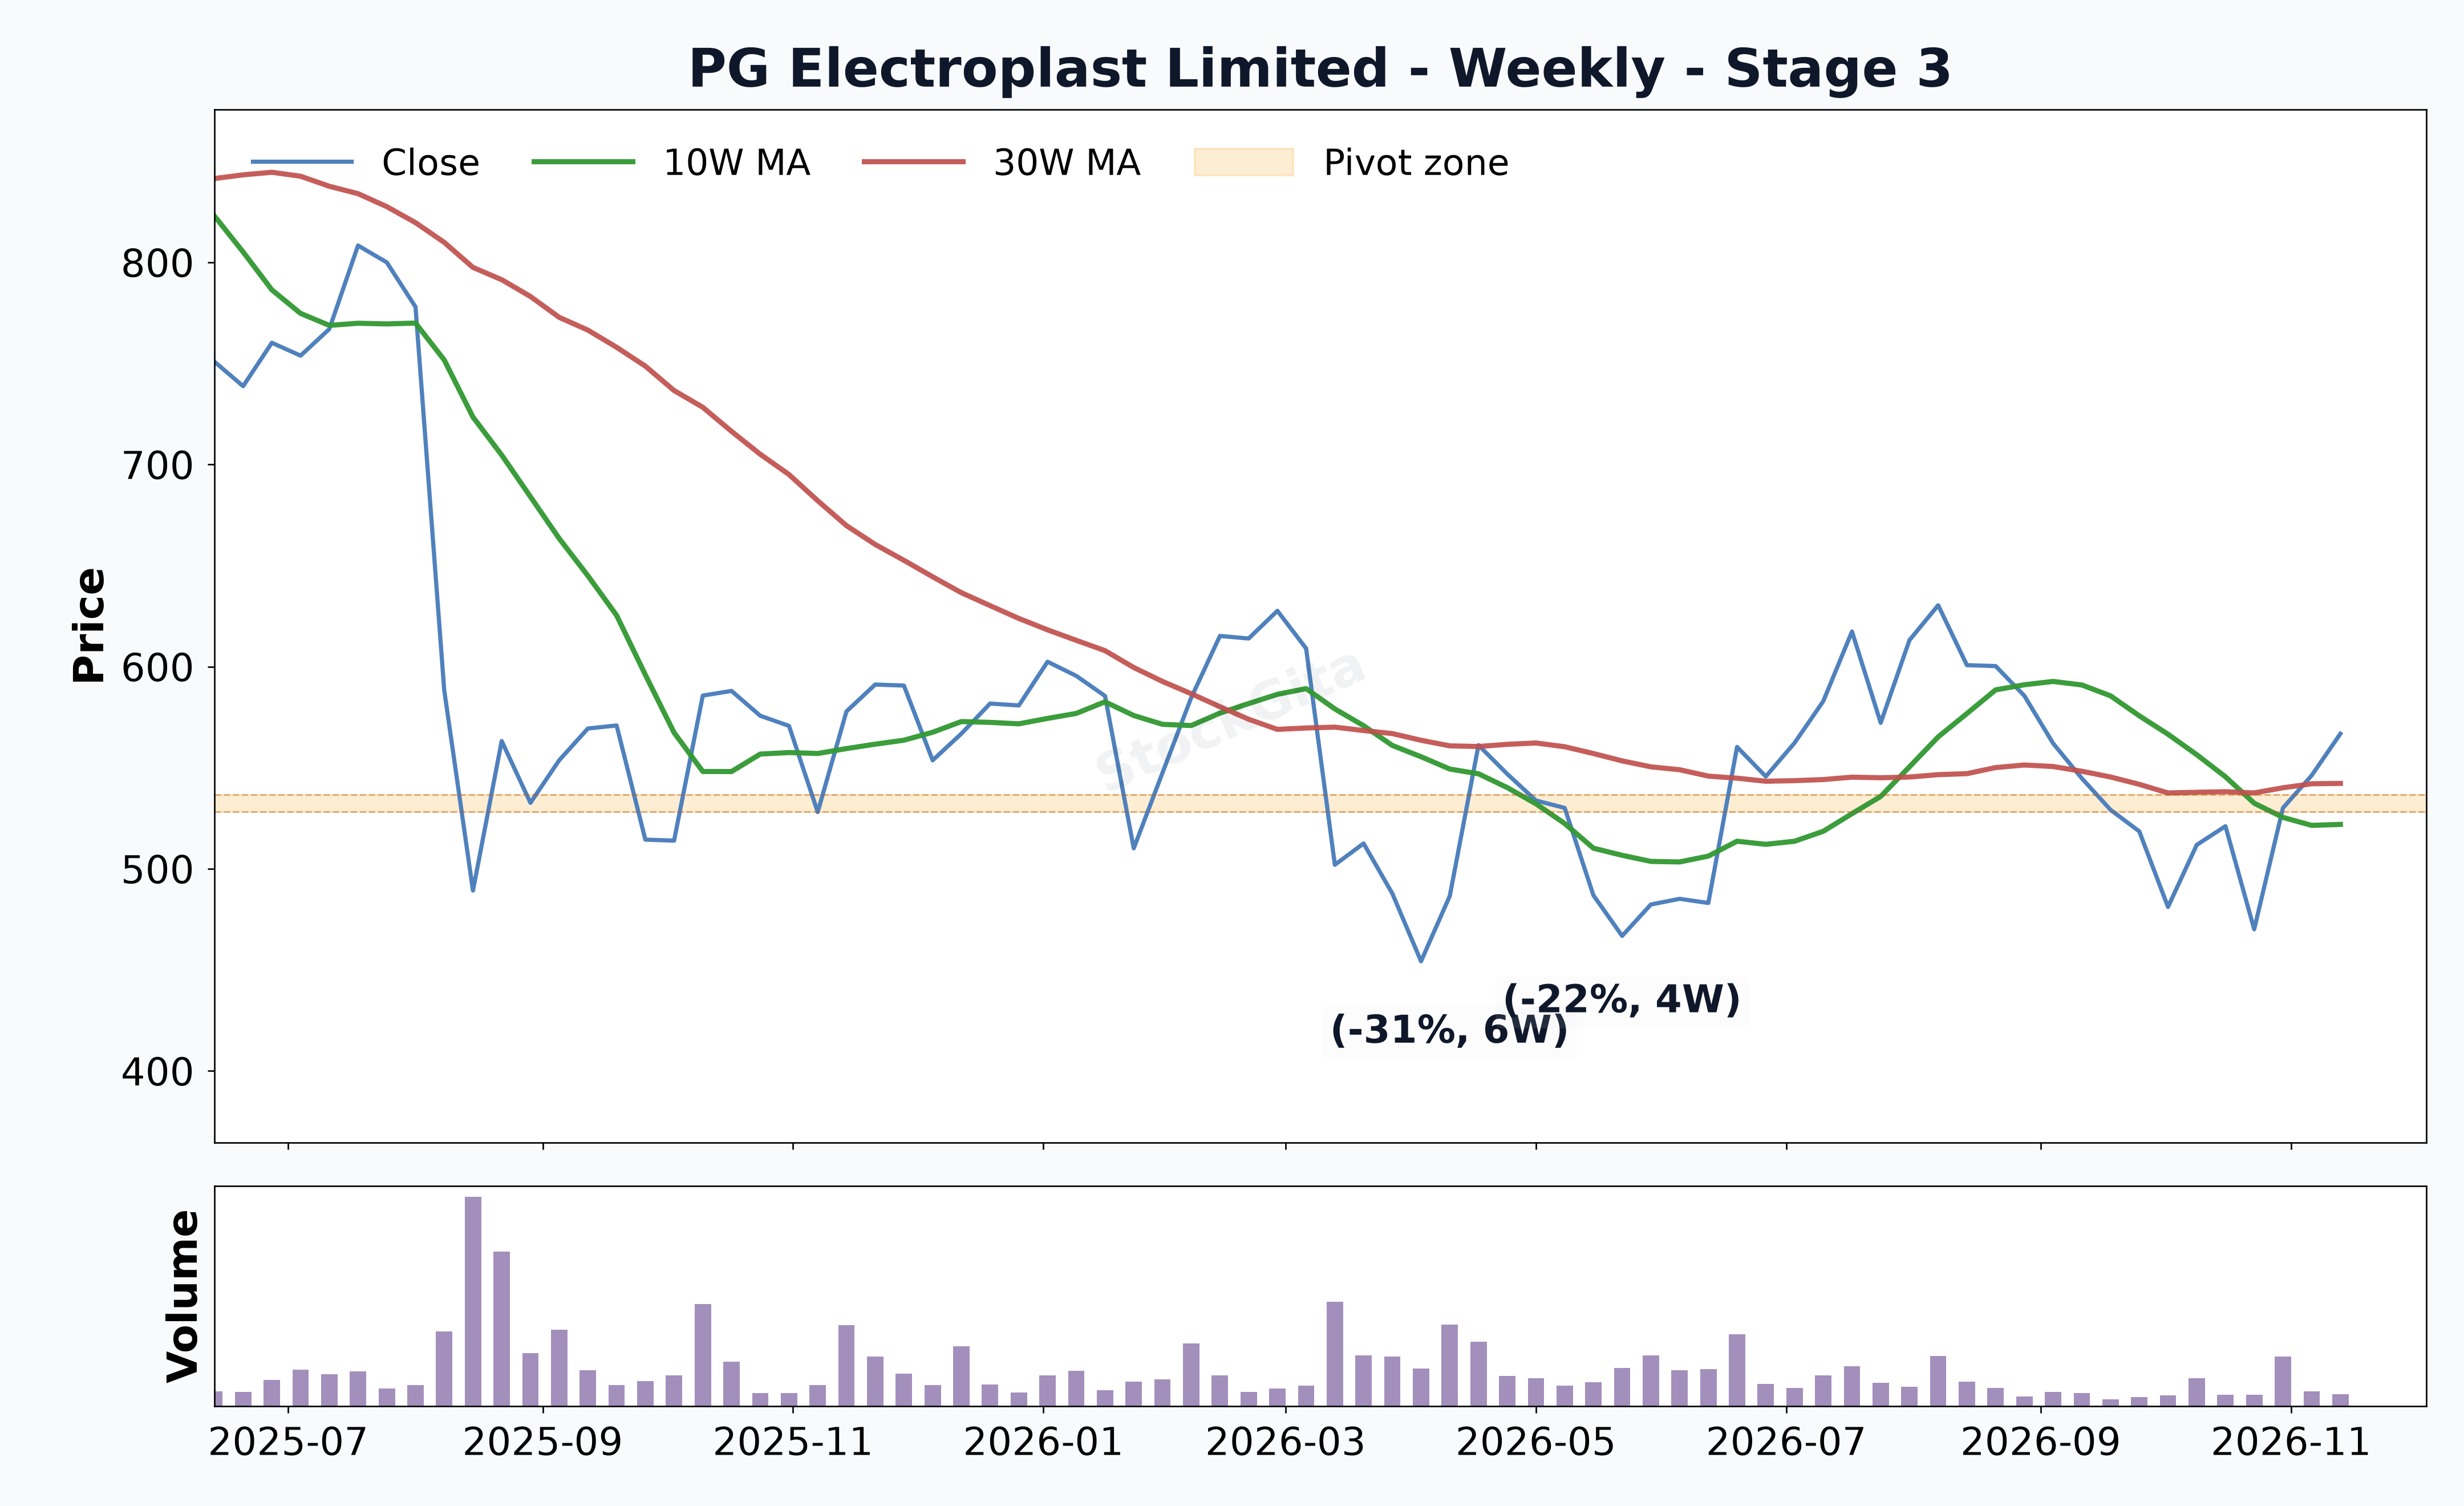 PG Electroplast Limited - Weekly - Stage 3
Close
10W MA
30W MA
Pivot zone
Price
800
700
600
500
400
StockGita
(-22%, 4W)
(-31%, 6W)
Volume
2025-07
2025-09
2025-11
2026-01
2026-03
2026-05
2026-07
2026-09
2026-11